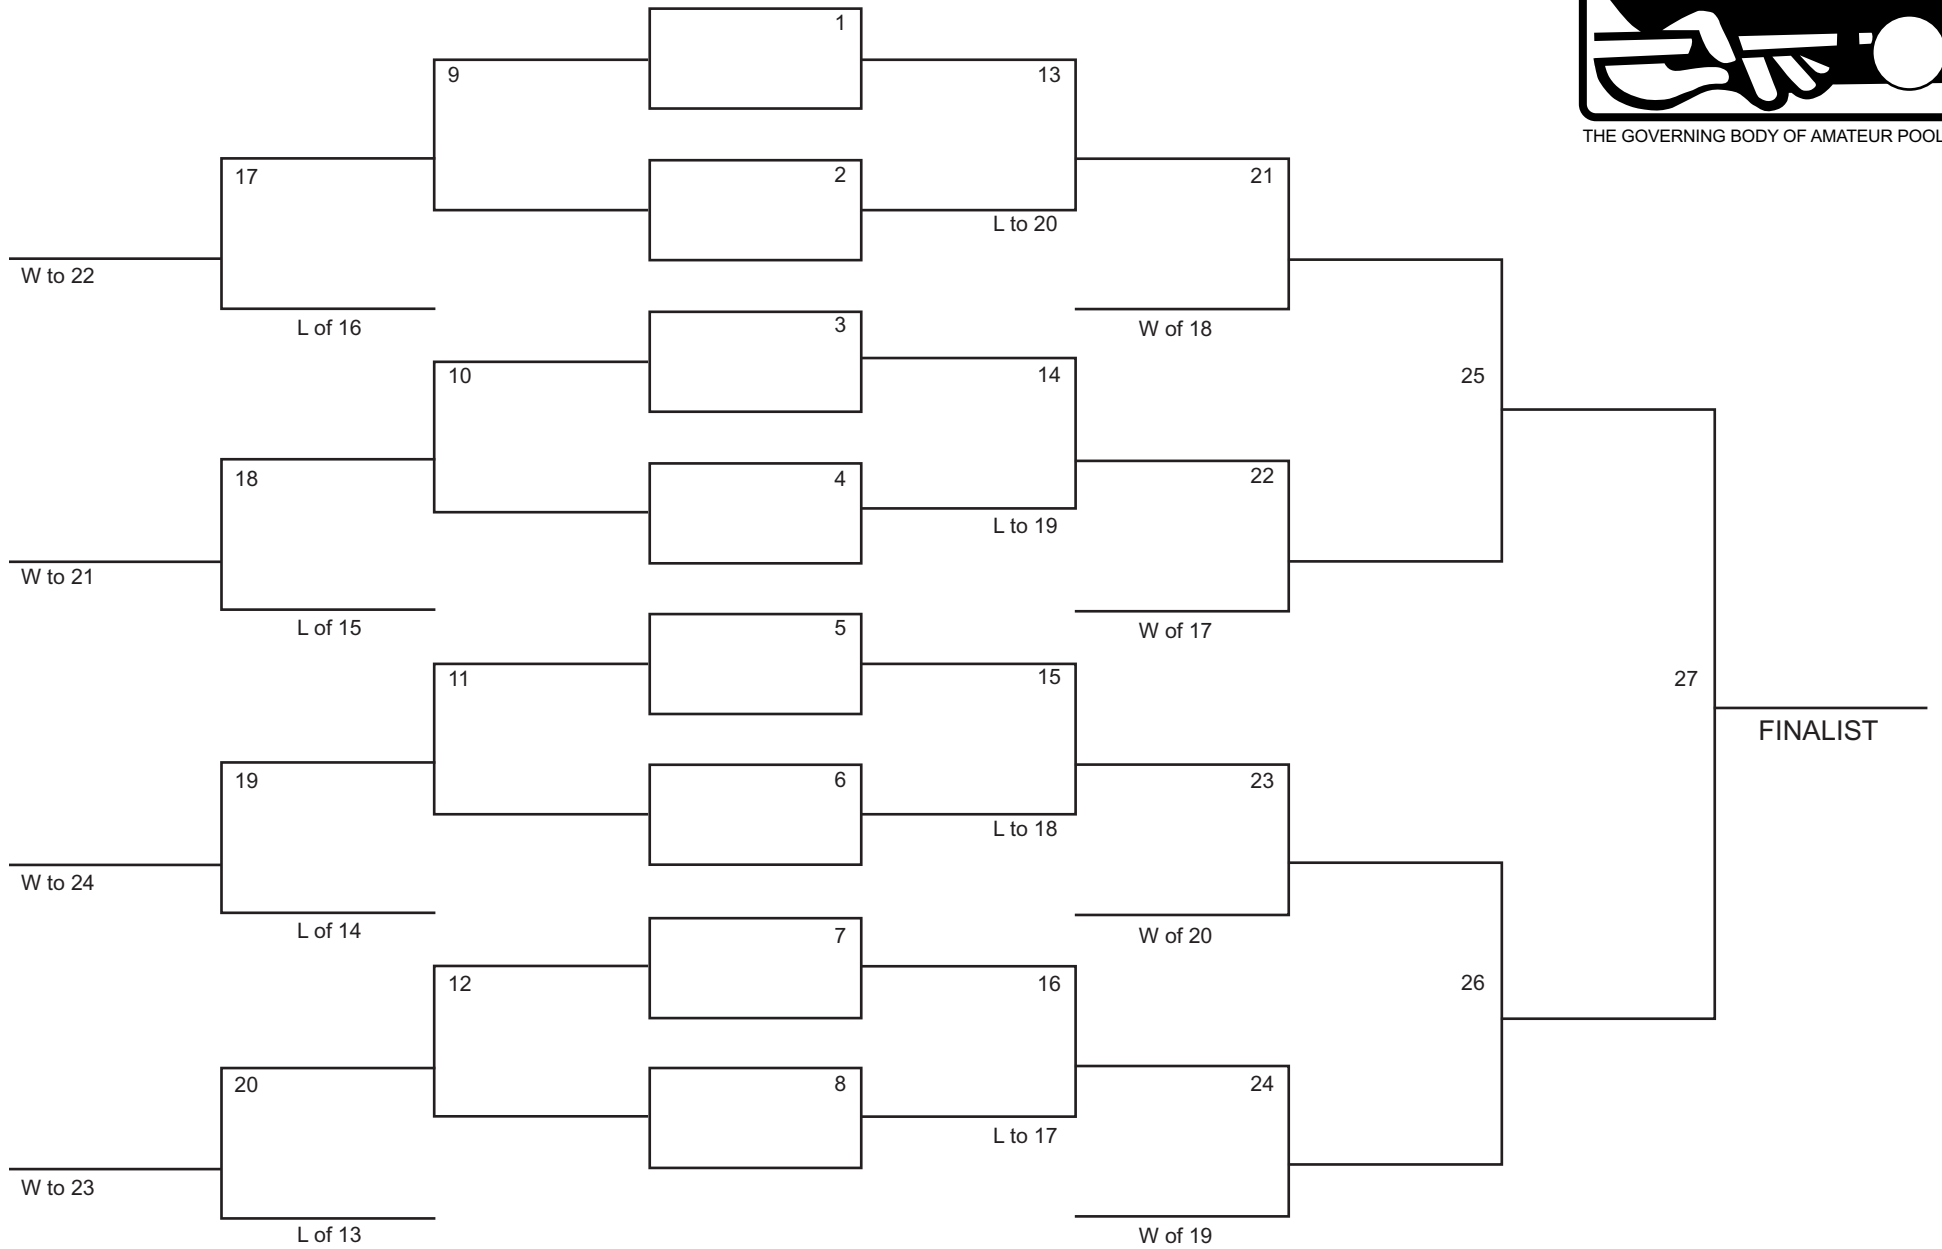 1
9
13
THE GOVERNING BODY OF AMATEUR POOL
2
17
21
L to 20
W to 22
L of 16
3
W of 18
10
14
25
18
4
22
L to 19
W to 21
L of 15
5
W of 17
11
15
27
FINALIST
19
6
23
L to 18
W to 24
L of 14
7
W of 20
12
16
26
20
8
24
L to 17
W to 23
L of 13
W of 19